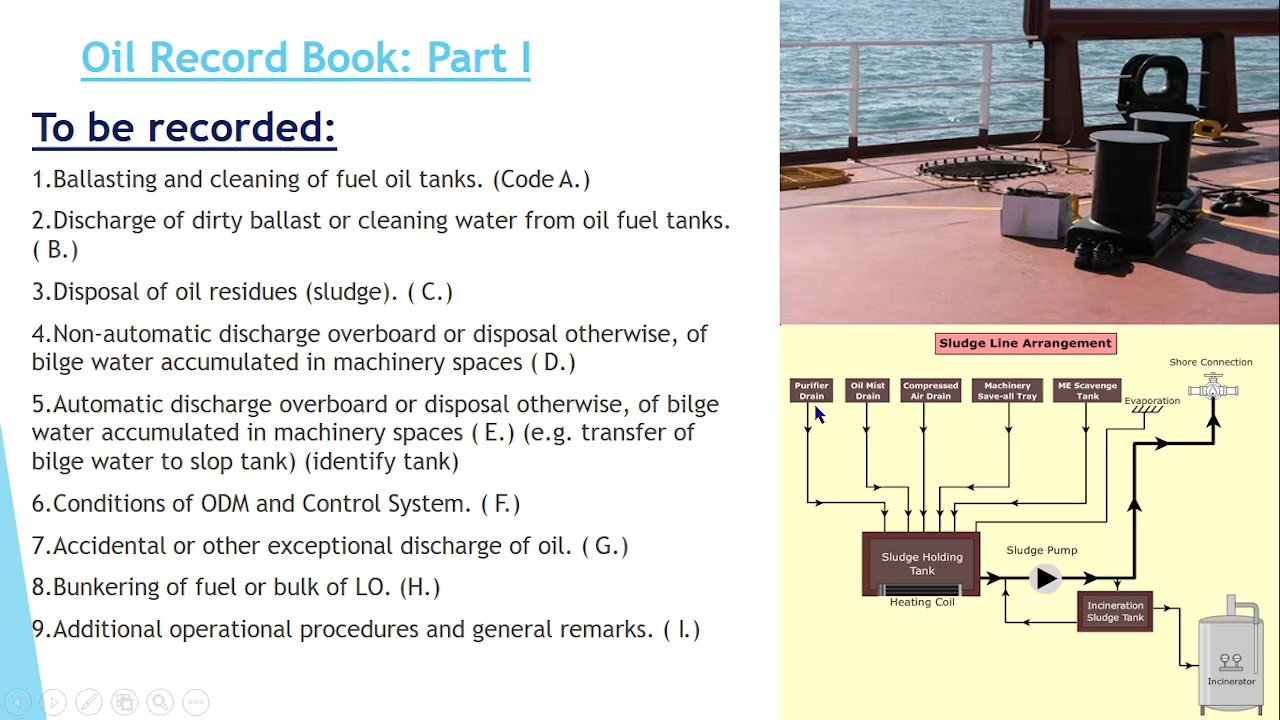 Oil Record Book: Part I
To be recorded:
1.Ballasting and cleaning of fuel oil tanks. (Code A.)
2.Discharge of dirty ballast or cleaning water from oil fuel tanks.
( B.)
3.Disposal of oil residues (sludge). ( C.)
4.Non-automatic discharge overboard or disposal otherwise, of
bilge water accumulated in machinery spaces ( D.)
5.Automatic discharge overboard or disposal otherwise, of bilge
water accumulated in machinery spaces ( E.) (e.g. transfer of
bilge water to slop tank) (identify tank)
6.Conditions of ODM and Control System. ( F.)
7.Accidental or other exceptional discharge of oil. ( G.)
8.Bunkering of fuel or bulk of LO. (H.)
9.Additional operational procedures and general remarks. ( I.)
Sludge Line Arrangement
Shore Connection
Purifier
Drain
Oil Mist
Drain
Compressed
Air Drain
Machinery
Save-all Tray
ME Scavenge
Tank
Evaporation
Sludge Holding
Tank
Heating Coil
Sludge Pump
Incineration
Sludge Tank
Incinerator